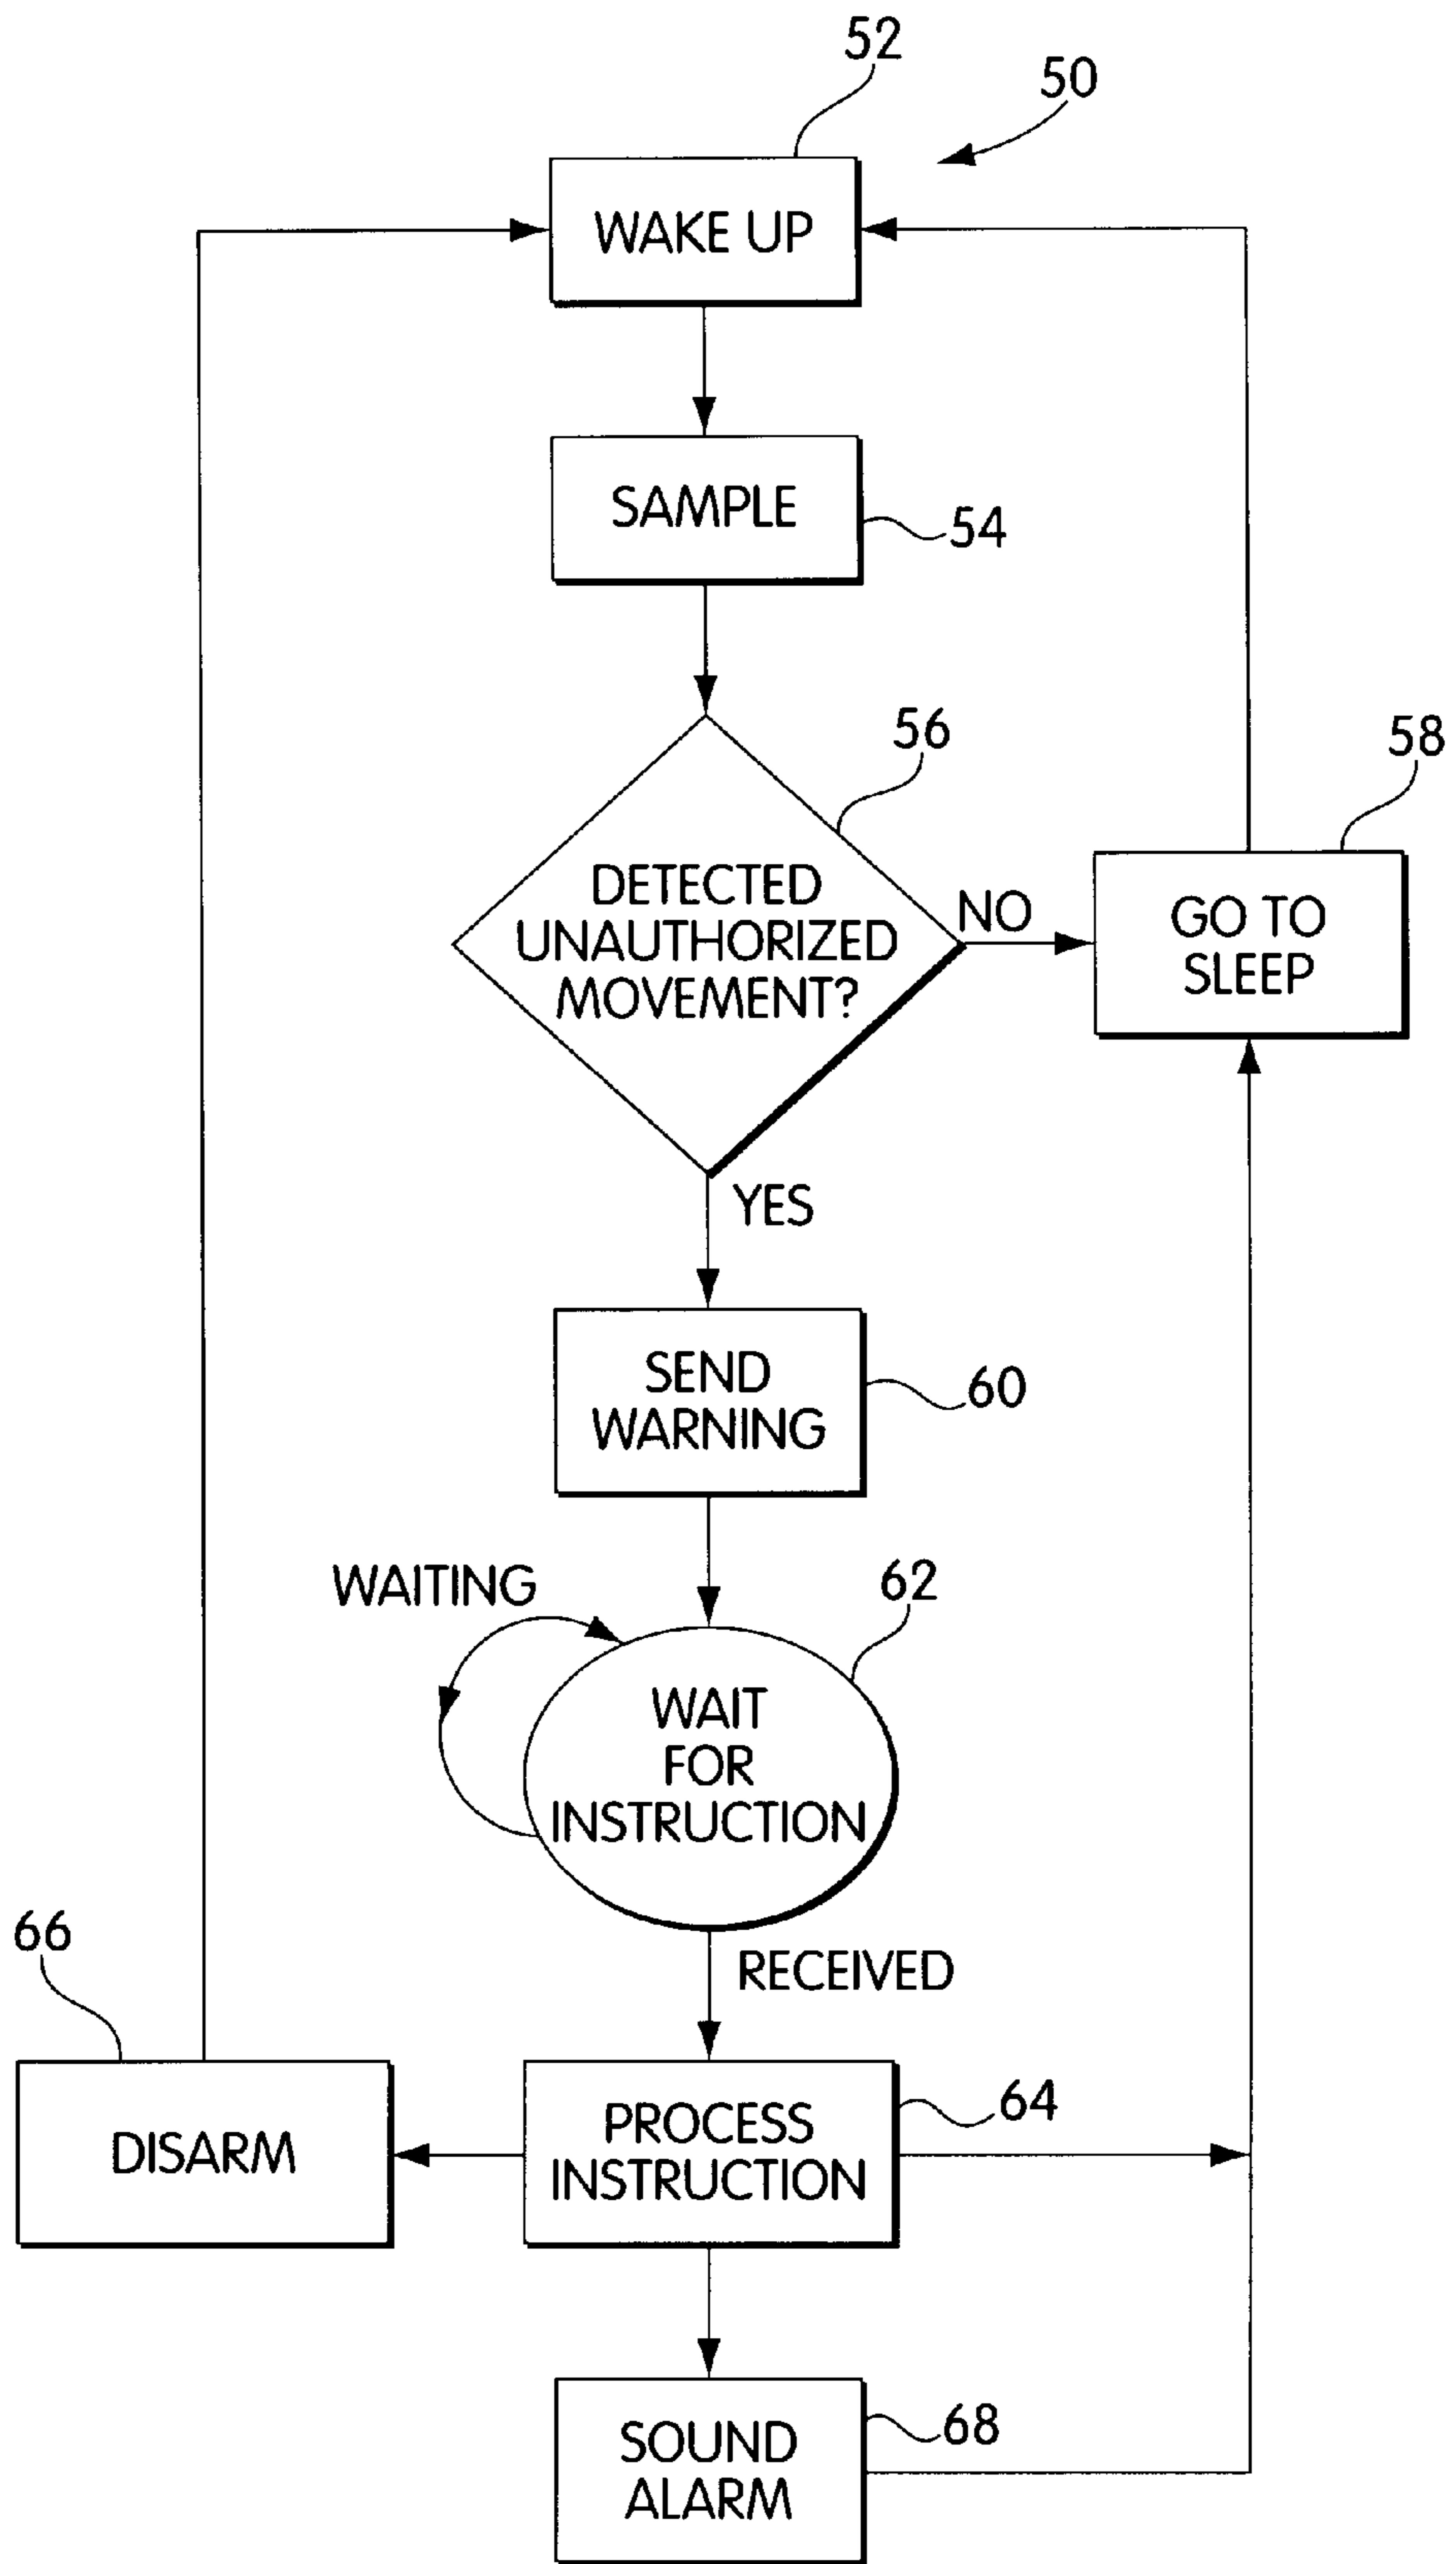 52
50
WAKE UP
SAMPLE
54
56
58
DETECTED
UNAUTHORIZED
MOVEMENT?
NO
GO TO
SLEEP
YES
SEND
WARNING
60
WAITING
62
WAIT
FOR
INSTRUCTION
RECEIVED
66
DISARM
PROCESS
INSTRUCTION
64
SOUND
ALARM
68